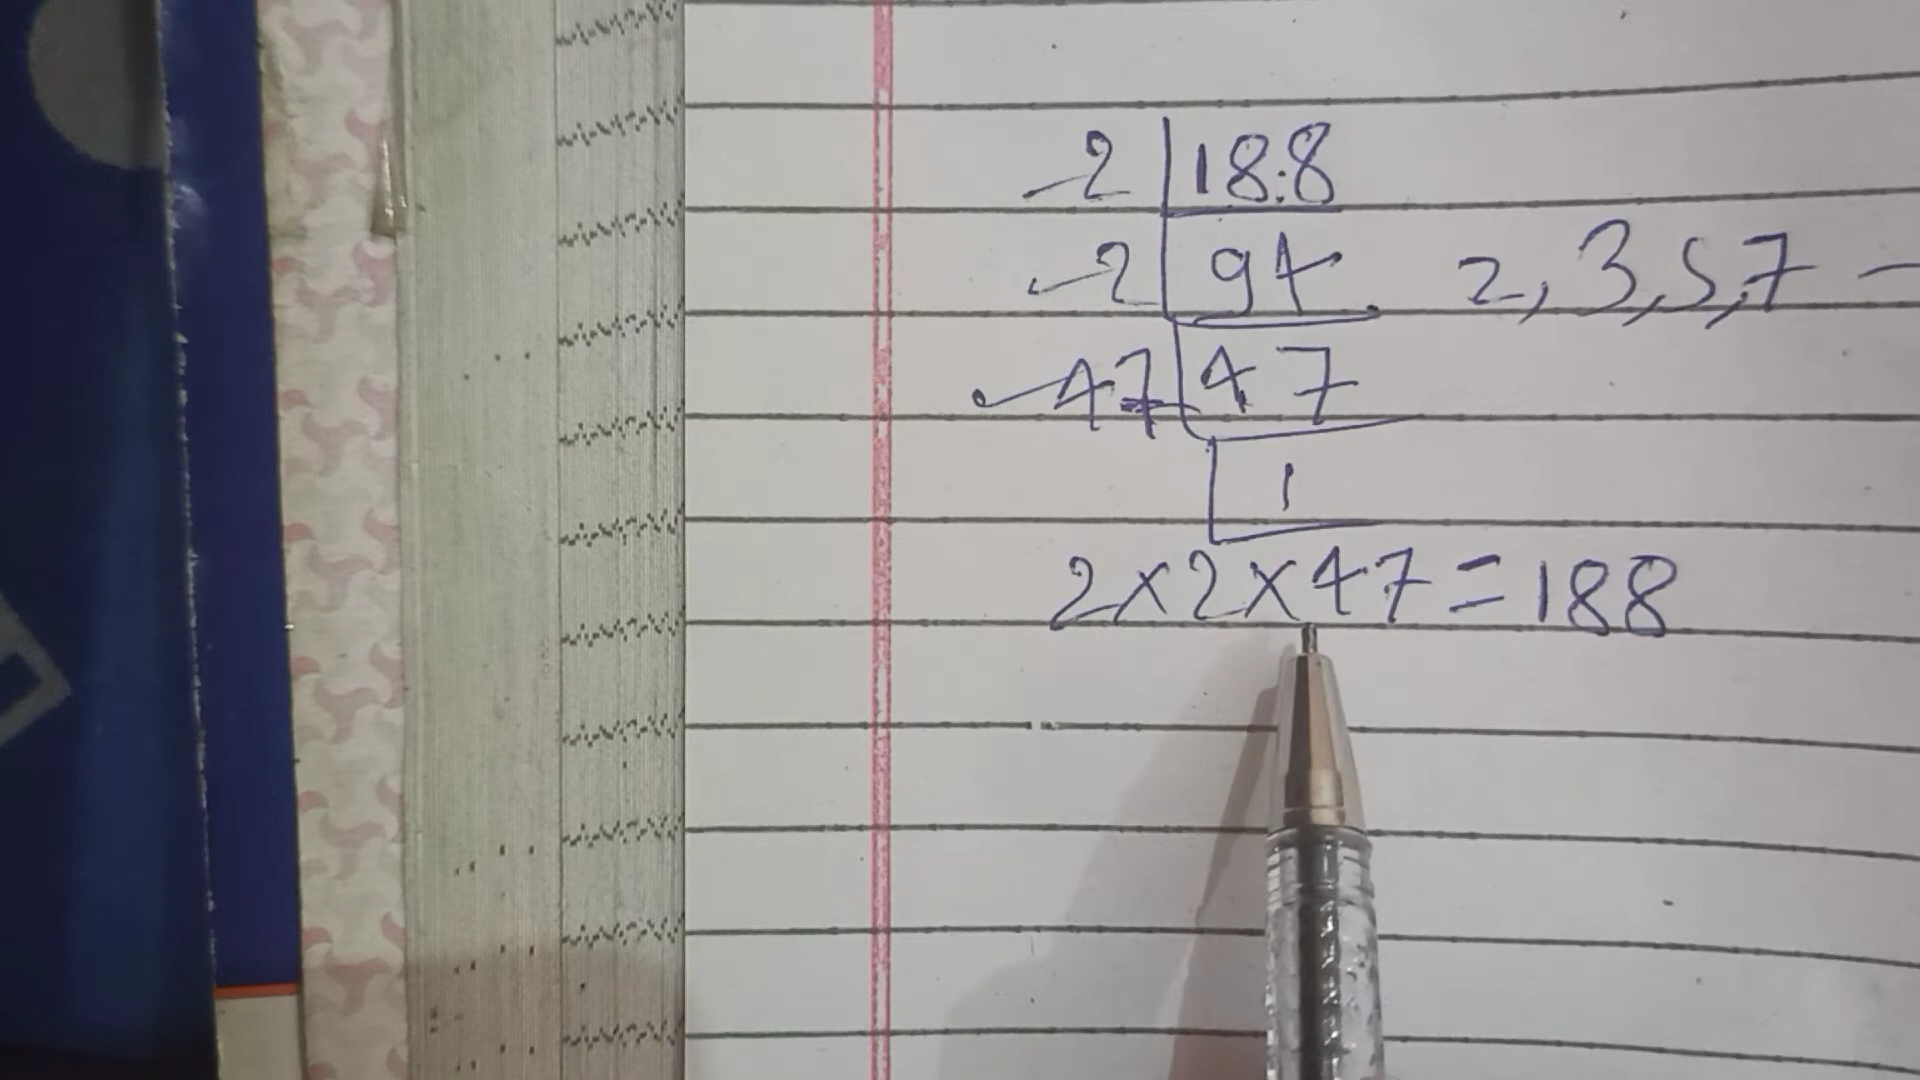 2 | 188
2 | 94 2, 3, 5, 7 -
47 | 47
1
2×2×47=188